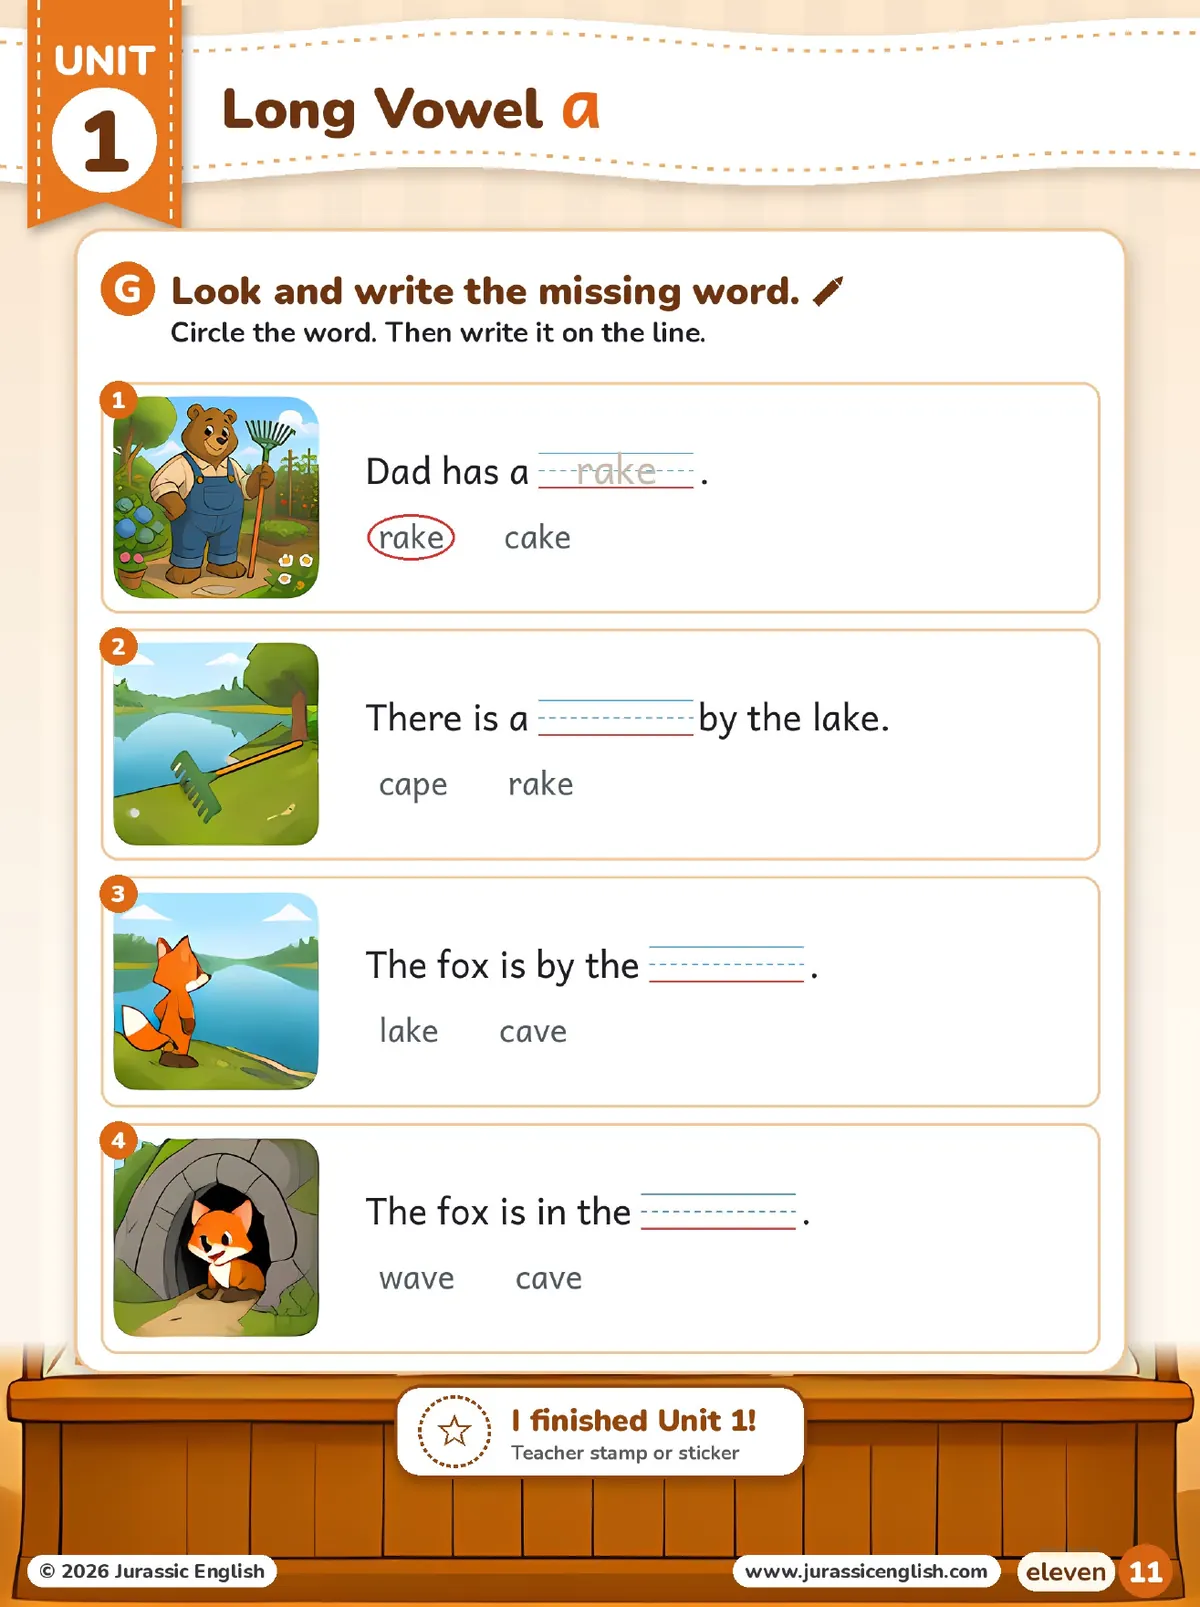 UNIT
1
Long Vowel a
G Look and write the missing word.
Circle the word. Then write it on the line.
1
Dad has a rake .
rake cake
2
There is a by the lake.
cape rake
3
The fox is by the .
lake cave
4
The fox is in the .
wave cave
I finished Unit 1!
Teacher stamp or sticker
© 2026 Jurassic English
www.jurassicenglish.com
eleven 11